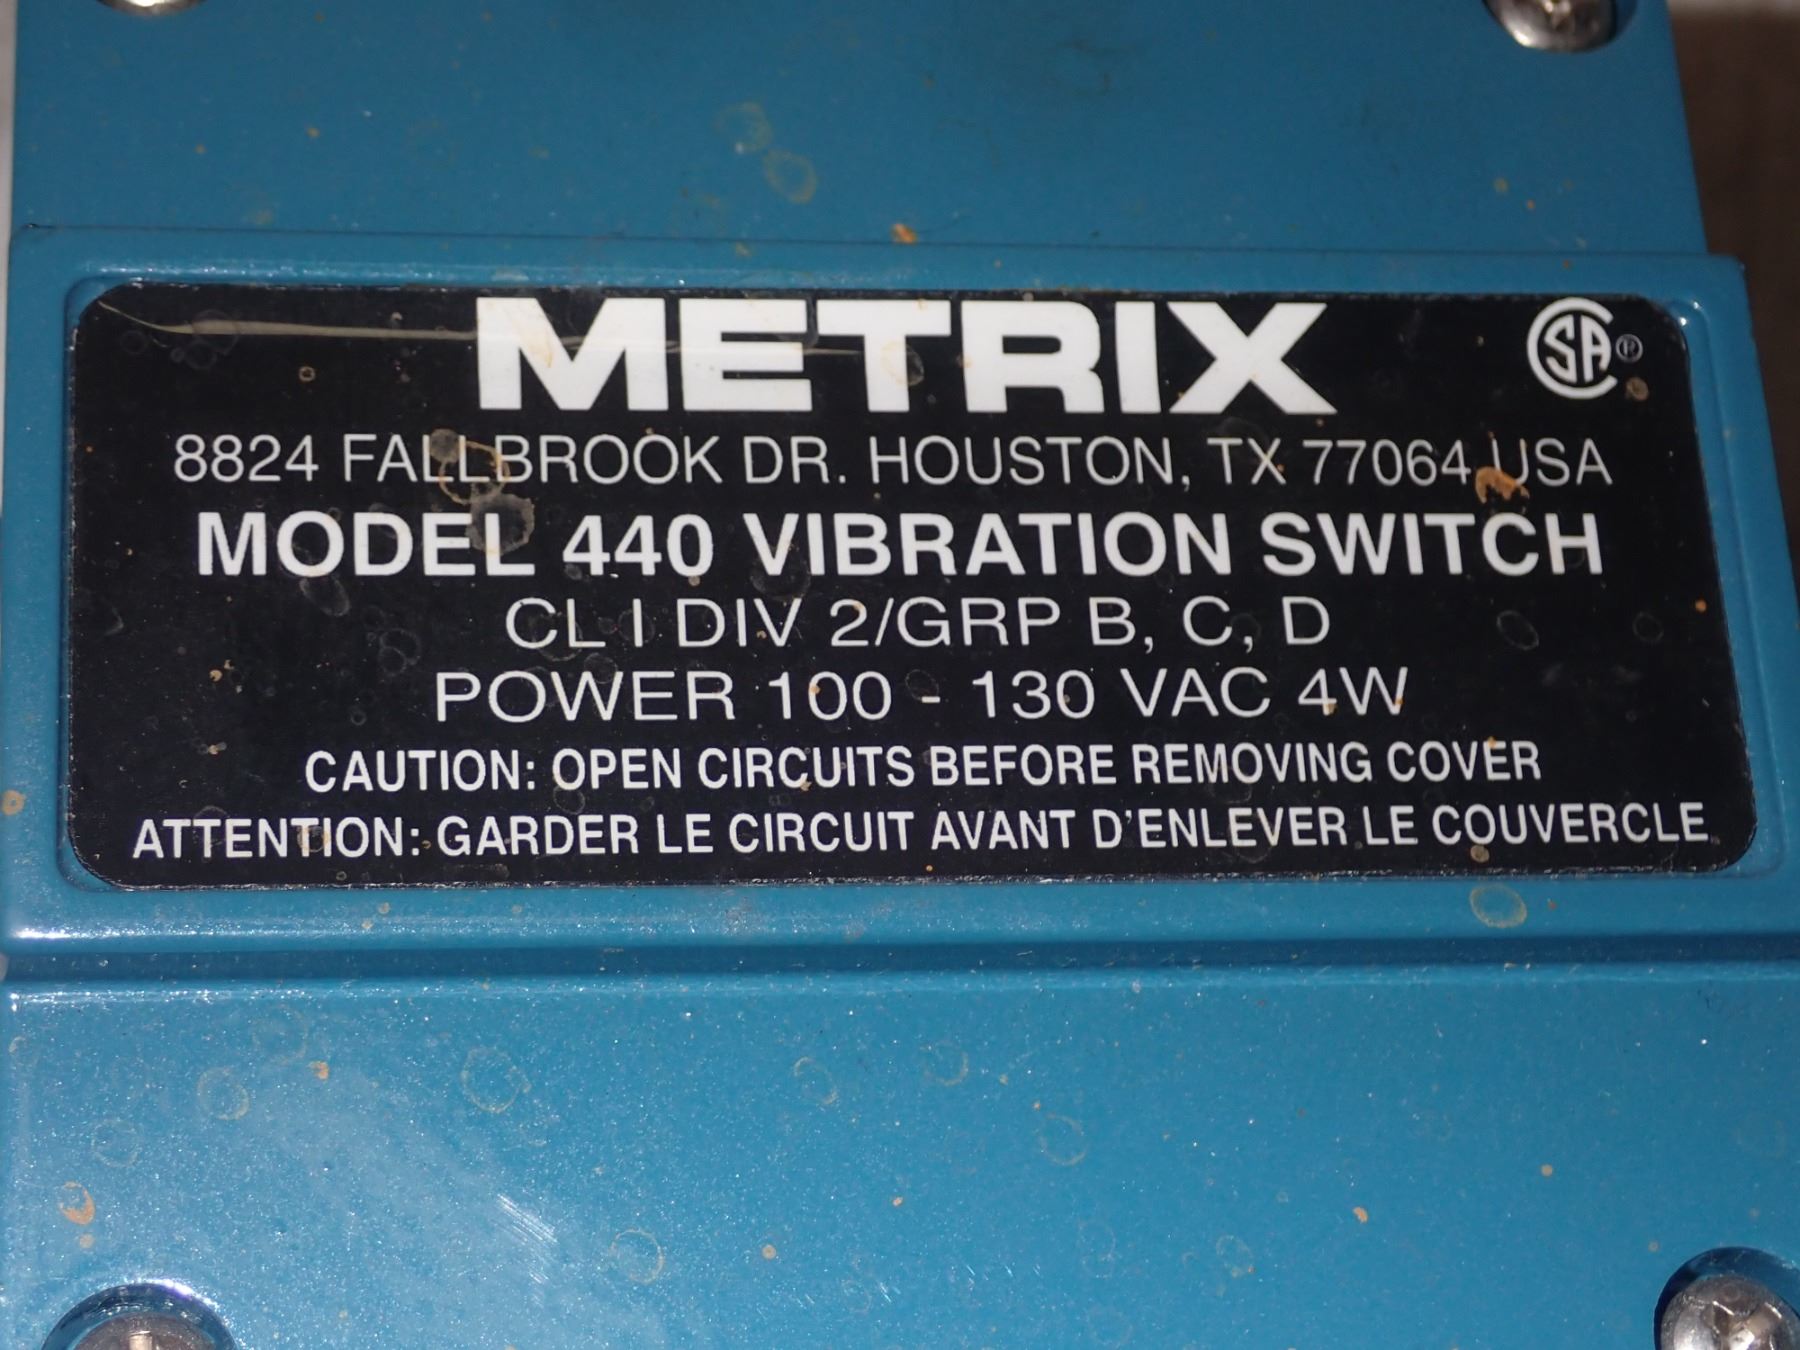 METRIX
CSA®
8824 FALLBROOK DR. HOUSTON, TX 77064 USA
MODEL 440 VIBRATION SWITCH
CL I DIV 2/GRP B, C, D
POWER 100 - 130 VAC 4W
CAUTION: OPEN CIRCUITS BEFORE REMOVING COVER
ATTENTION: GARDER LE CIRCUIT AVANT D'ENLEVER LE COUVERCLE